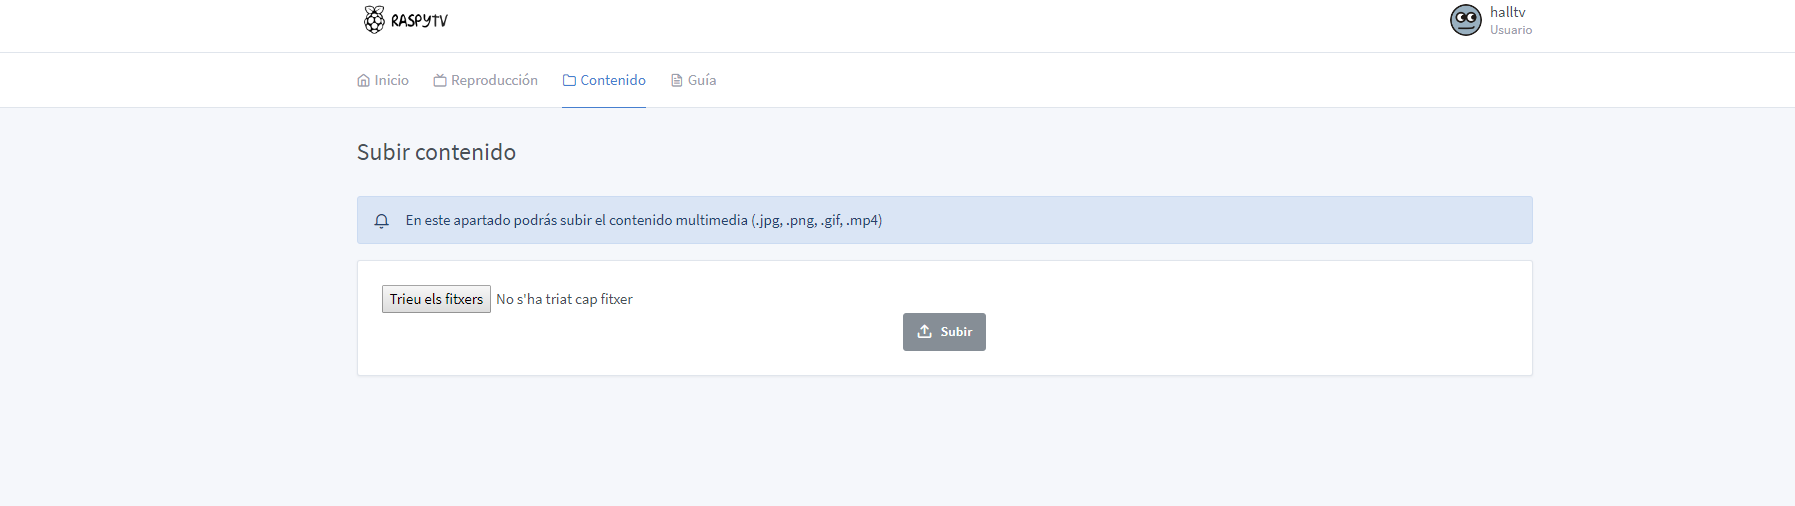 RASPYTV
halltv
Usuario
Inicio Reproducción Contenido Guía
Subir contenido
En este apartado podrás subir el contenido multimedia (.jpg, .png, .gif, .mp4)
Trieu els fitxers No s'ha triat cap fitxer
Subir